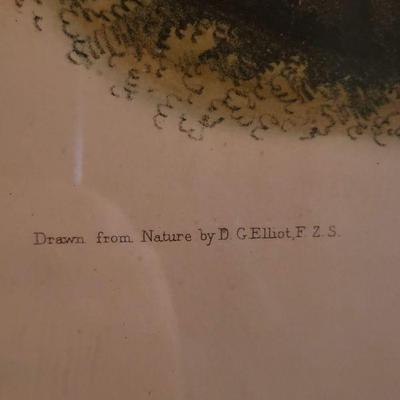 Drawn from Nature by D. G. Elliot, F. Z. S.